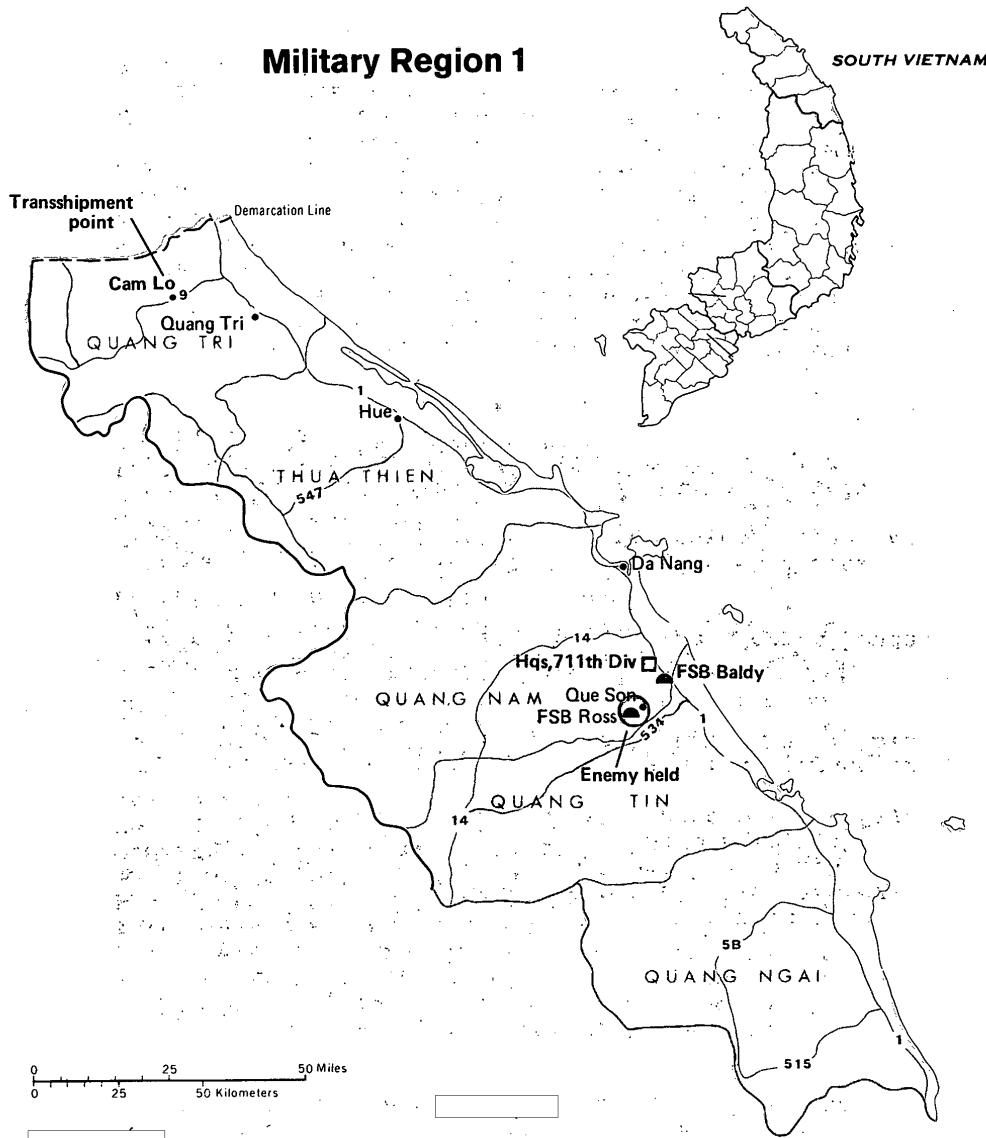 Military Region 1
SOUTH VIETNAM
Transshipment
point
Demarcation Line
Cam Lo
9
Quang Tri
QUANG TRI
1
Hue
THUA THIEN
547
Da Nang
14
Hqs,711th Div
FSB Baldy
QUANG NAM
Que Son
FSB Ross
534
1
Enemy held
QUANG TIN
14
5B
QUANG NGAI
1
515
0 25 50 Miles
0 25 50 Kilometers